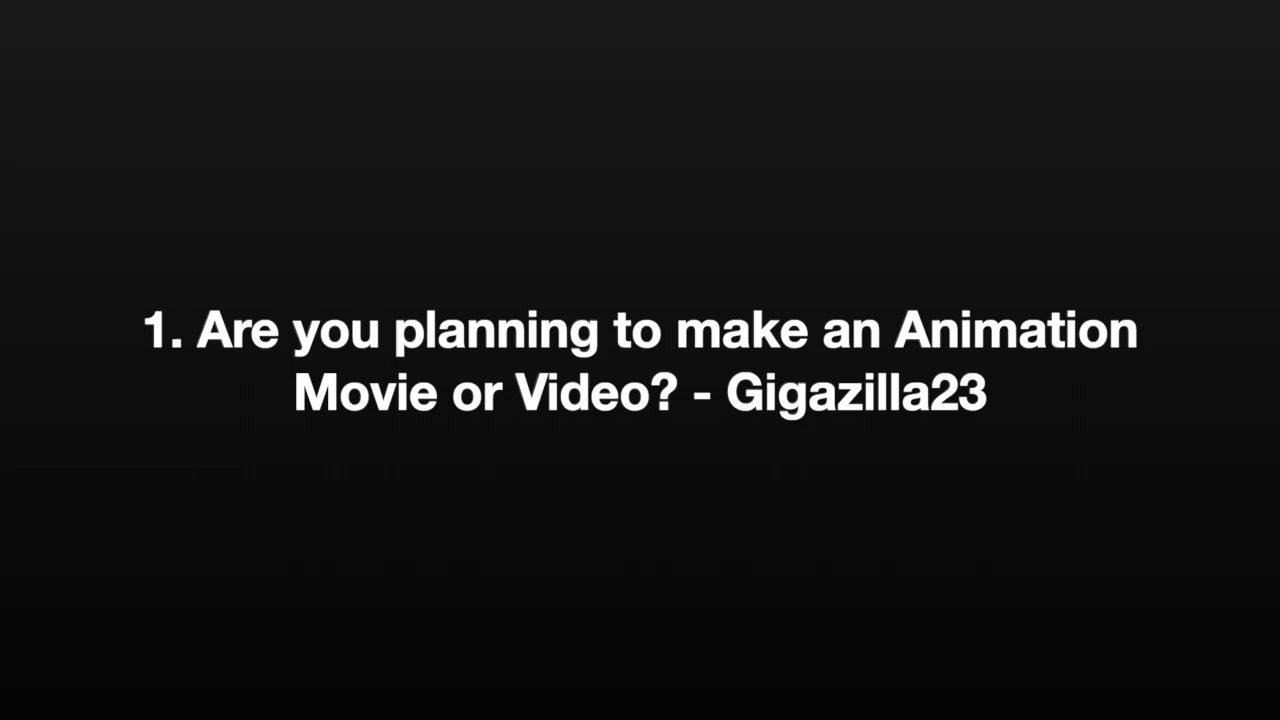 1. Are you planning to make an Animation
Movie or Video? - Gigazilla23